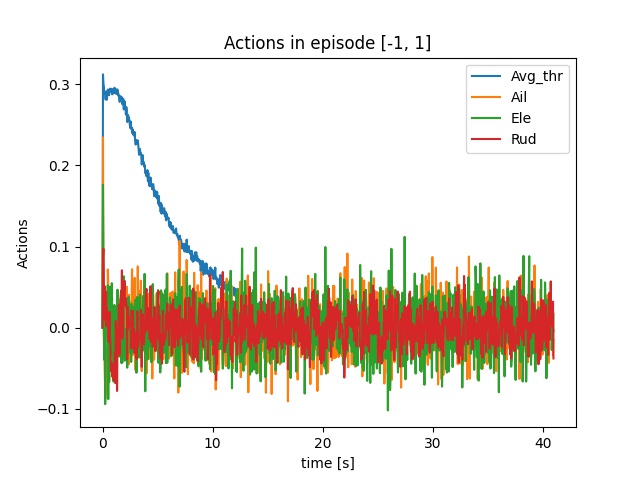 Actions in episode [-1, 1]
Avg_thr
Ail
Ele
Rud
Actions
0.3
0.2
0.1
0.0
−0.1
0
10
20
30
40
time [s]